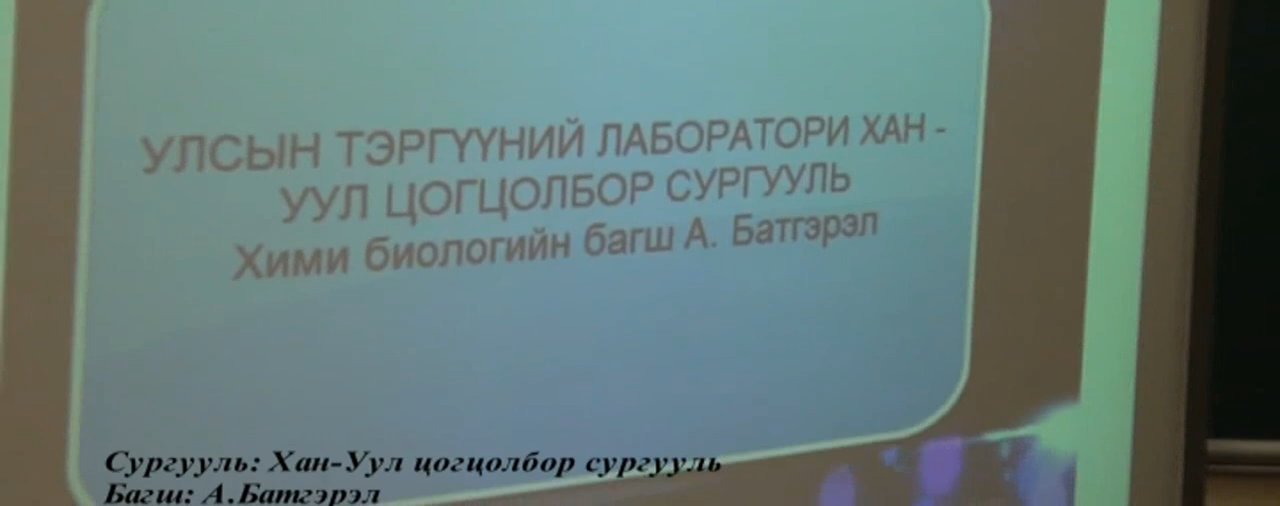 УЛСЫН ТЭРГҮҮНИЙ ЛАБОРАТОРИ ХАН -
УУЛ ЦОГЦОЛБОР СУРГУУЛЬ
Хими биологийн багш А. Батгэрэл
Сургууль: Хан-Уул цогцолбор сургууль
Багш: А.Батгэрэл